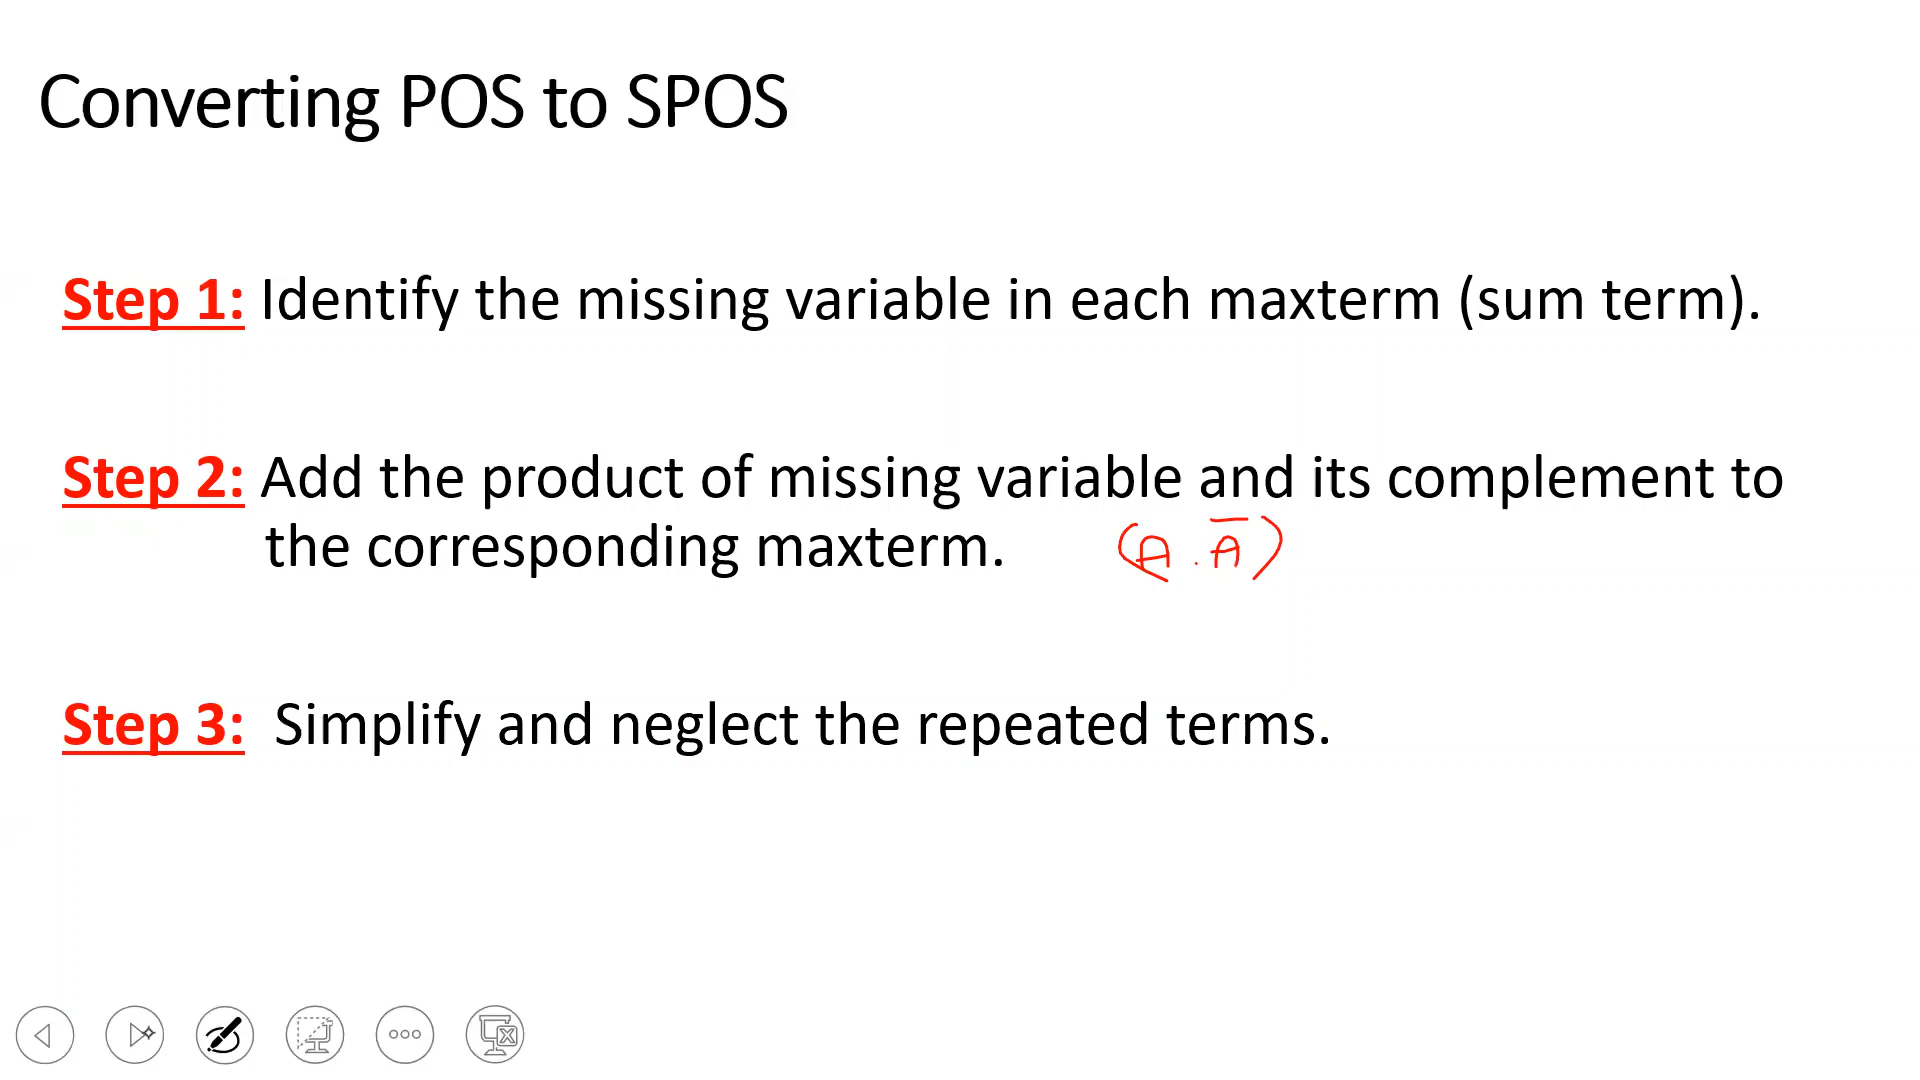 Converting POS to SPOS
Step 1: Identify the missing variable in each maxterm (sum term).
Step 2: Add the product of missing variable and its complement to
the corresponding maxterm. (A . A̅)
Step 3: Simplify and neglect the repeated terms.